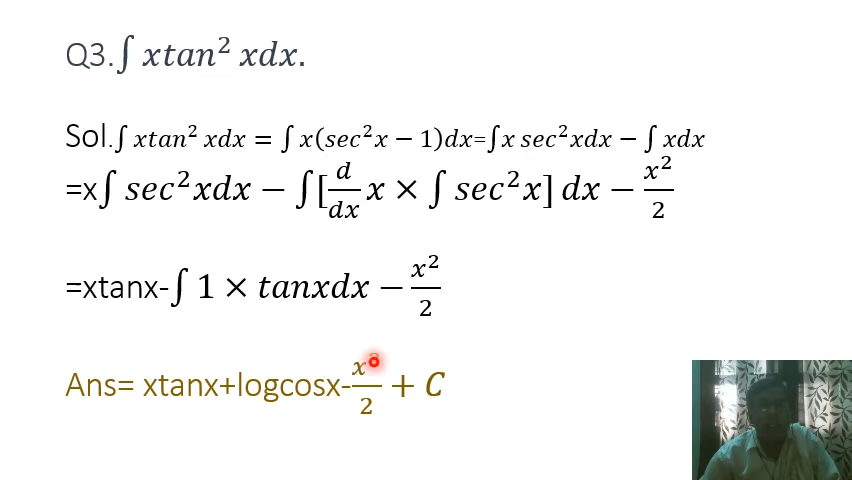 Q3.∫ xtan² xdx.
Sol.∫ xtan² xdx = ∫ x(sec²x − 1)dx=∫x sec²xdx − ∫ xdx
=x∫ sec²xdx − ∫[d/dx x × ∫ sec²x] dx − x²/2
=xtanx-∫ 1 × tanxdx − x²/2
Ans= xtanx+logcosx-x²/2 + C